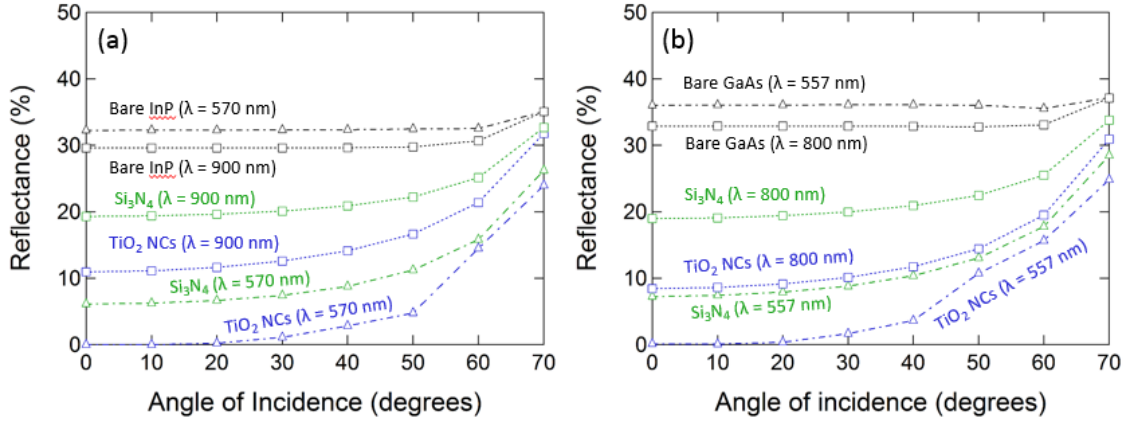 50
40
30
20
10
0
Reflectance (%)
(a)
Bare InP (λ = 570 nm)
Bare InP (λ = 900 nm)
Si₃N₄ (λ = 900 nm)
TiO₂ NCs (λ = 900 nm)
Si₃N₄ (λ = 570 nm)
TiO₂ NCs (λ = 570 nm)
0 10 20 30 40 50 60 70
Angle of Incidence (degrees)
50
40
30
20
10
0
Reflectance (%)
(b)
Bare GaAs (λ = 557 nm)
Bare GaAs (λ = 800 nm)
Si₃N₄ (λ = 800 nm)
TiO₂ NCs (λ = 800 nm)
Si₃N₄ (λ = 557 nm)
TiO₂ NCs (λ = 557 nm)
0 10 20 30 40 50 60 70
Angle of incidence (degrees)